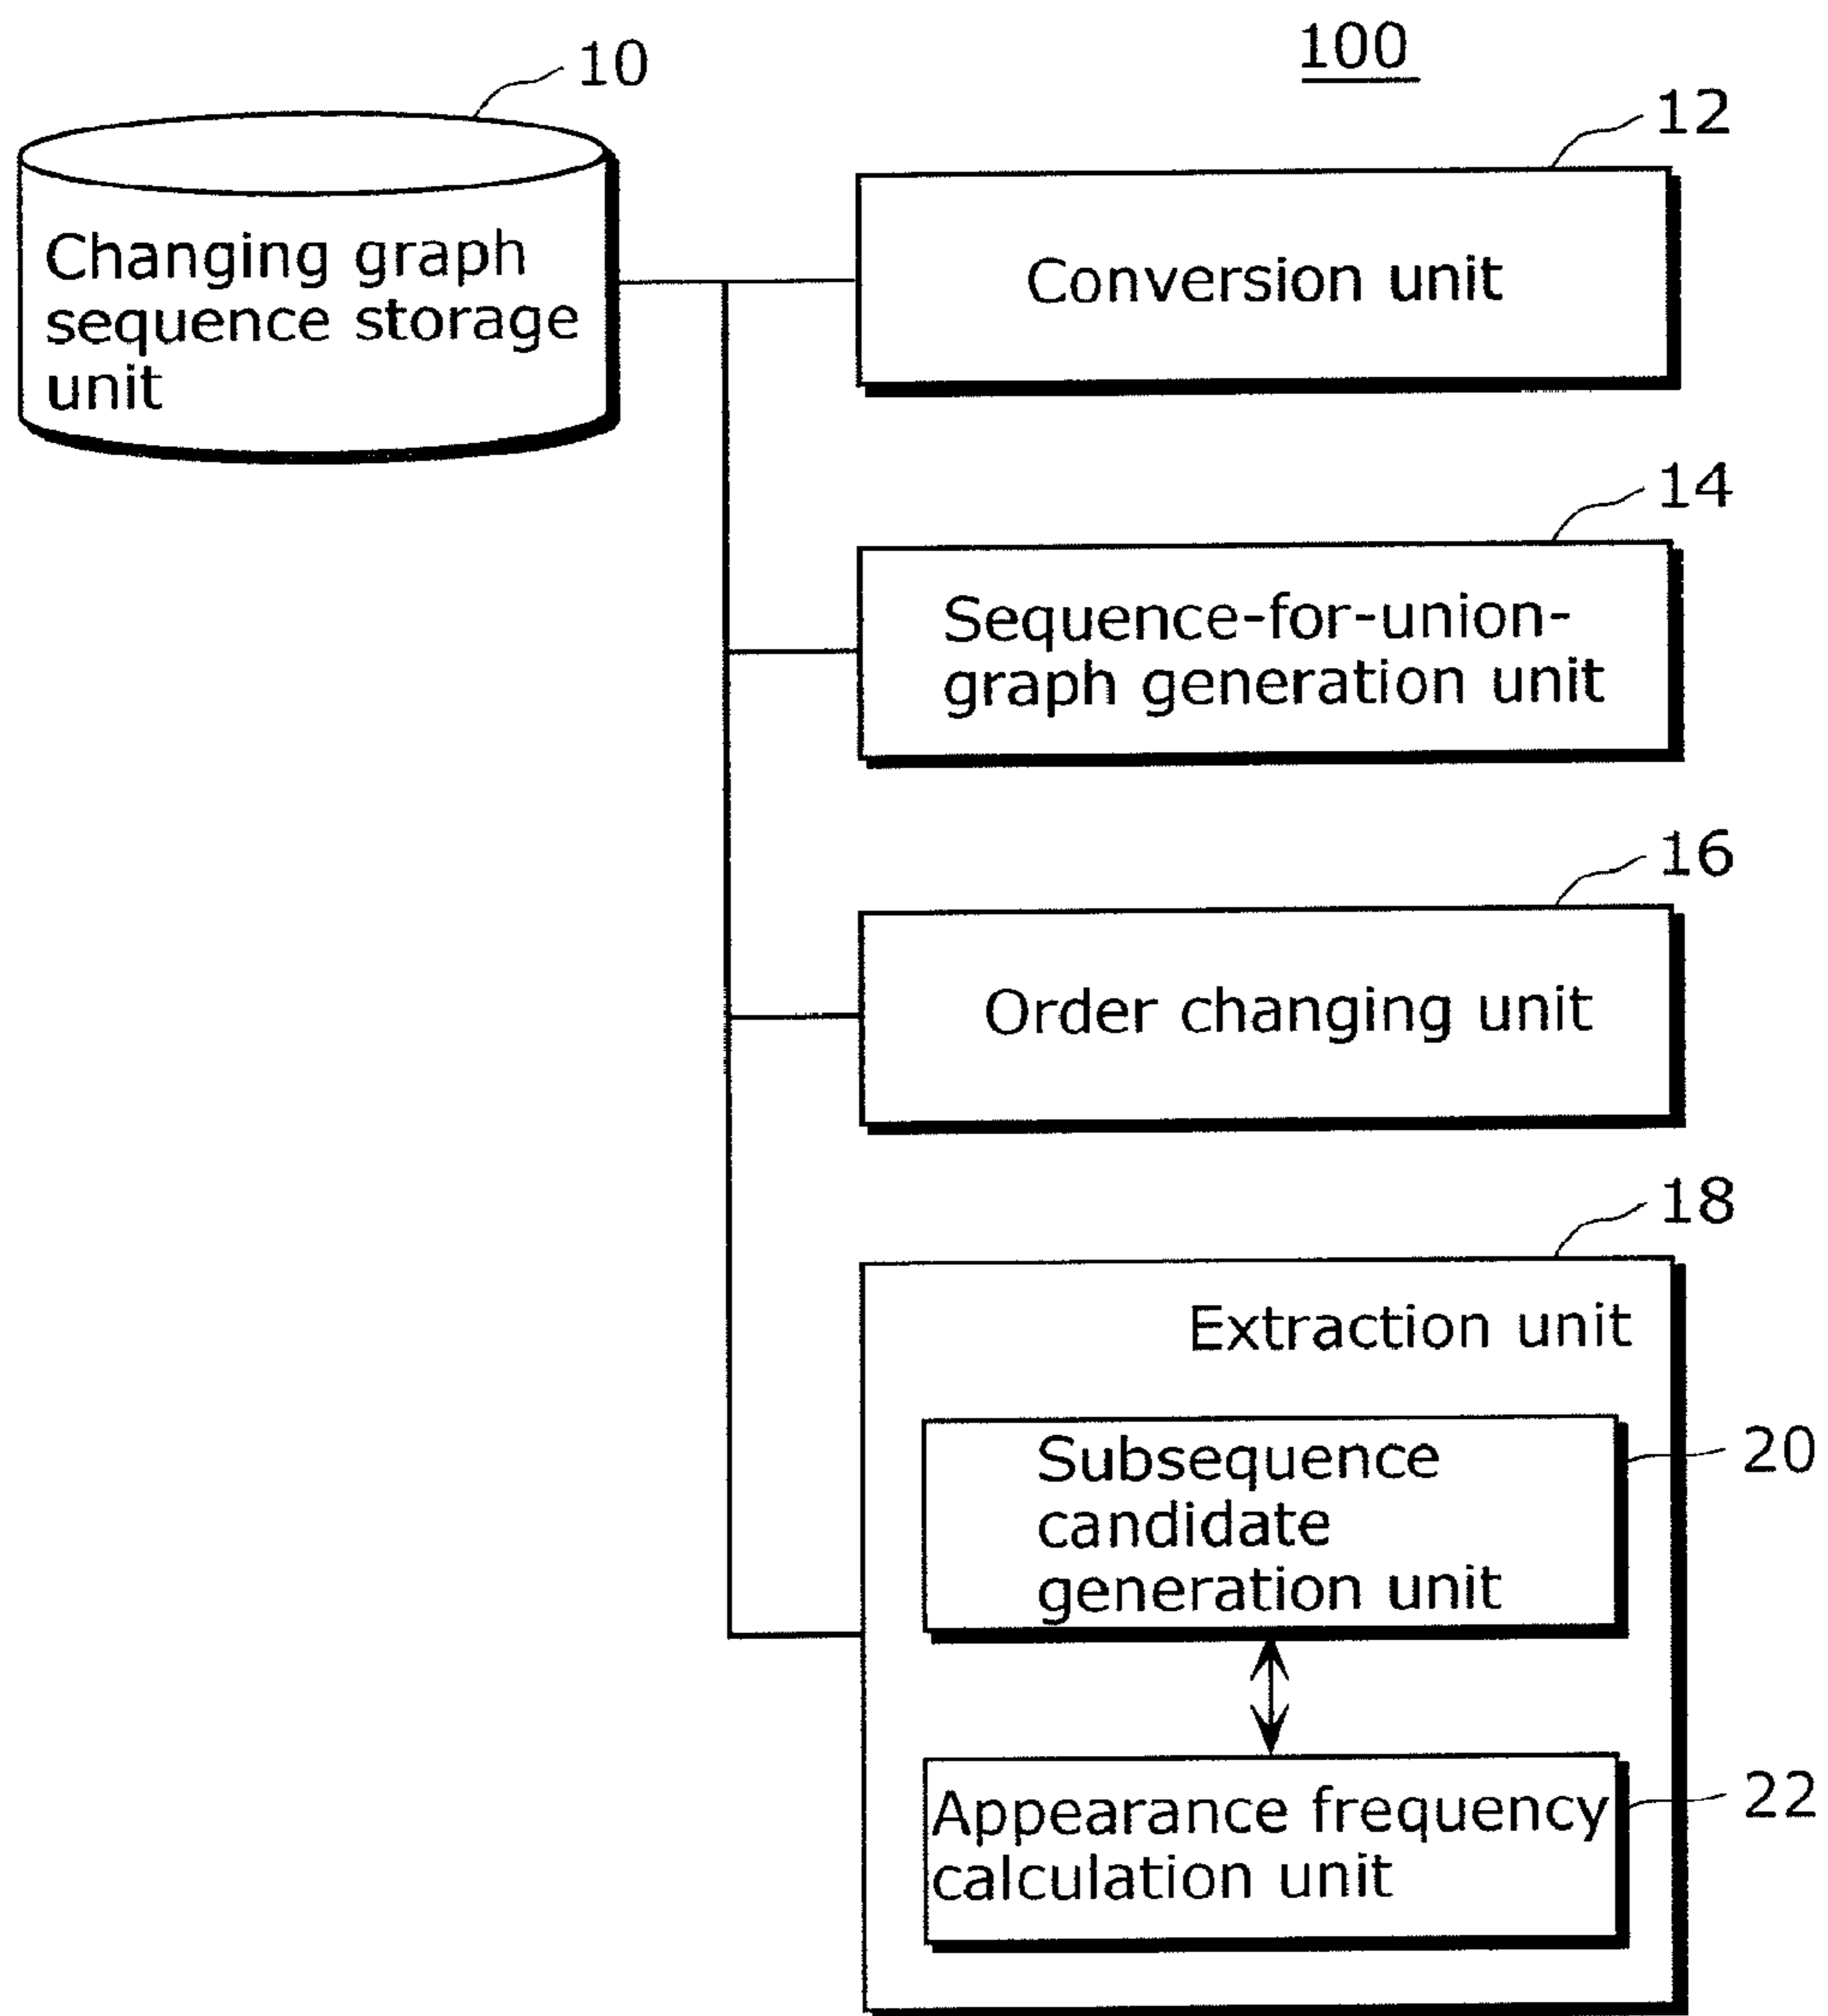 100
10
12
Changing graph
sequence storage
unit
Conversion unit
14
Sequence-for-union-
graph generation unit
16
Order changing unit
18
Extraction unit
Subsequence
candidate
generation unit
20
Appearance frequency
calculation unit
22